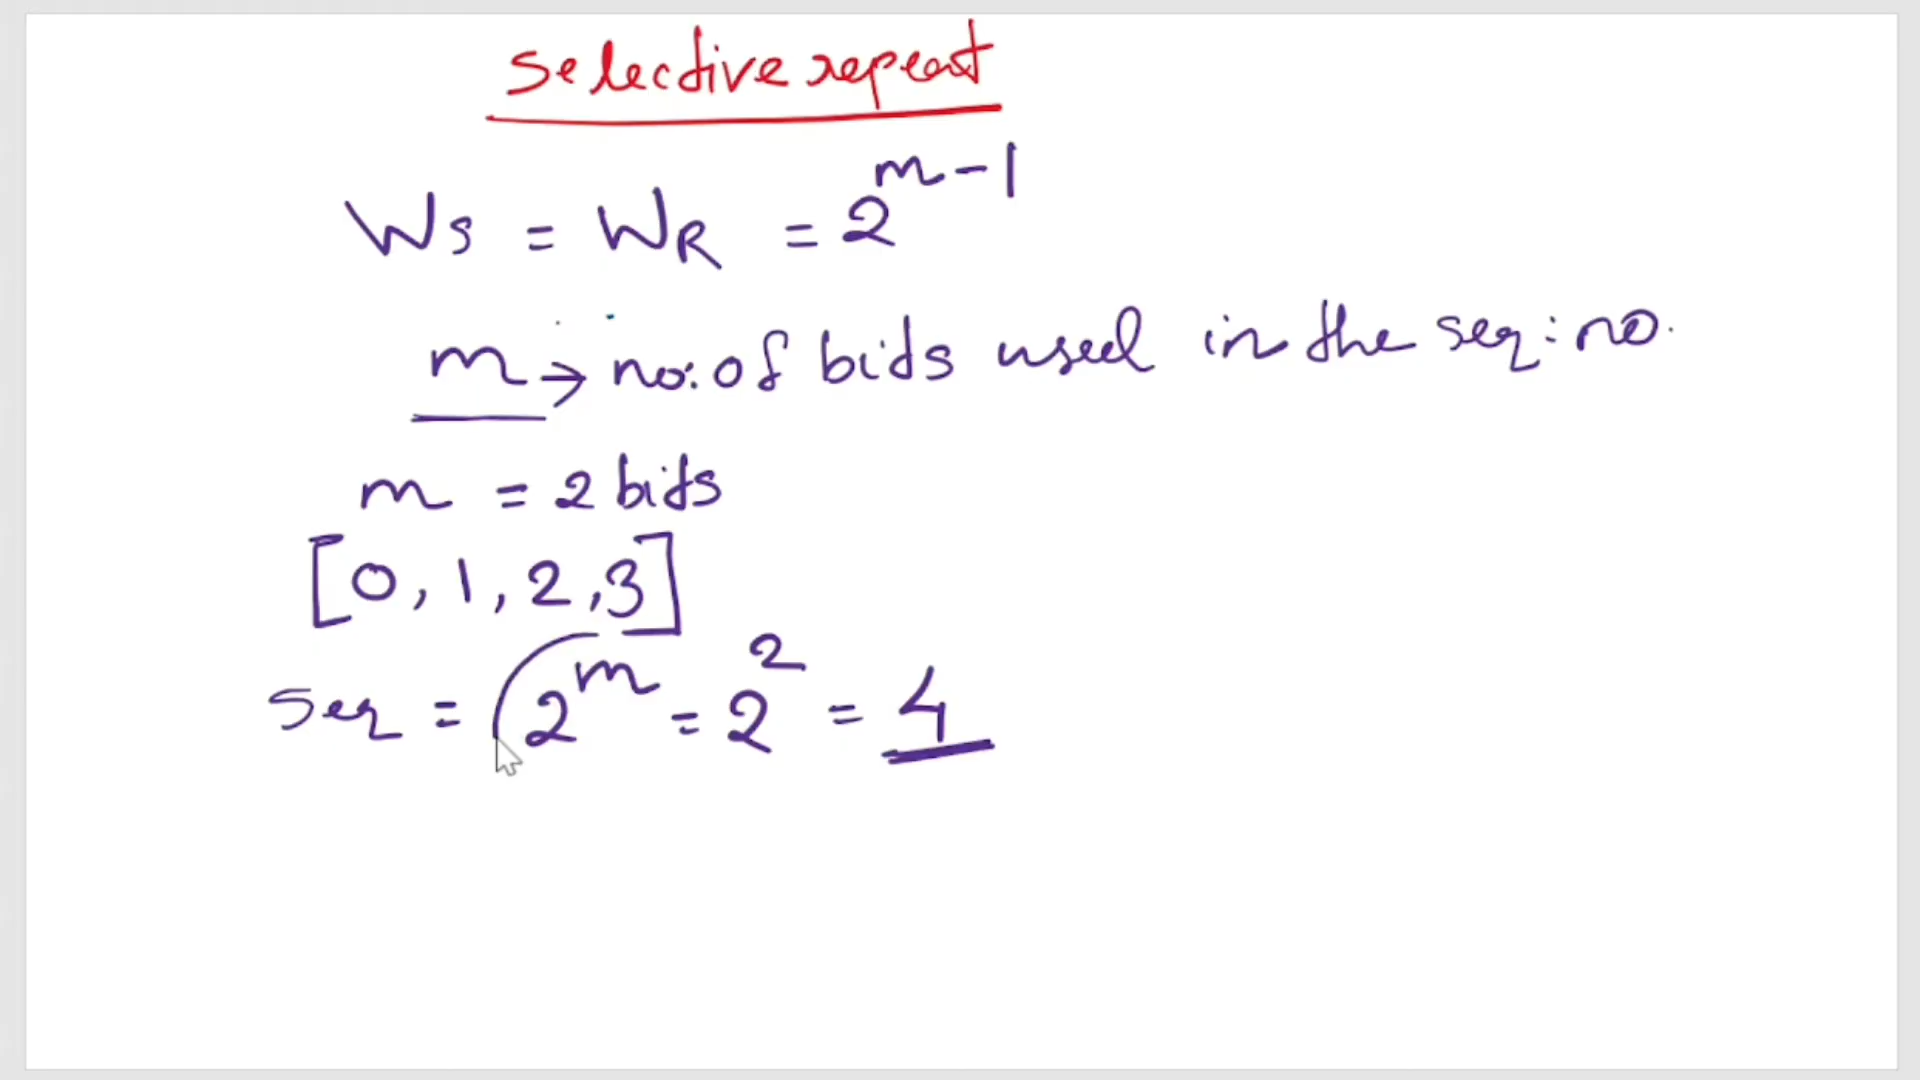 Selective repeat
Ws = WR = 2^m-1
m → no: of bits used in the seq: no.
m = 2 bits
[0, 1, 2, 3]
Seq = (2^m = 2^2 = 4